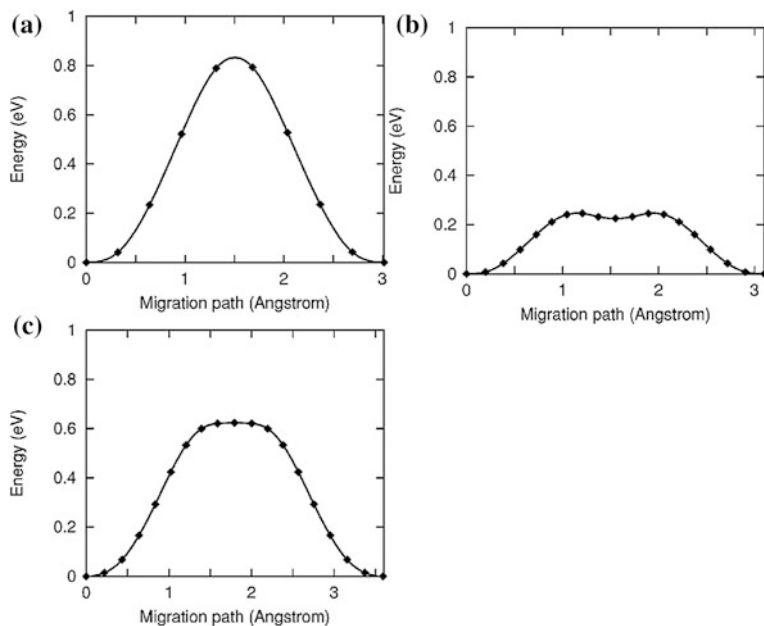 (a)
1
0.8
0.6
0.4
0.2
0
Energy (eV)
0 1 2 3
Migration path (Angstrom)
(b)
1
0.8
0.6
0.4
0.2
0
Energy (eV)
0 1 2 3
Migration path (Angstrom)
(c)
1
0.8
0.6
0.4
0.2
0
Energy (eV)
0 1 2 3
Migration path (Angstrom)